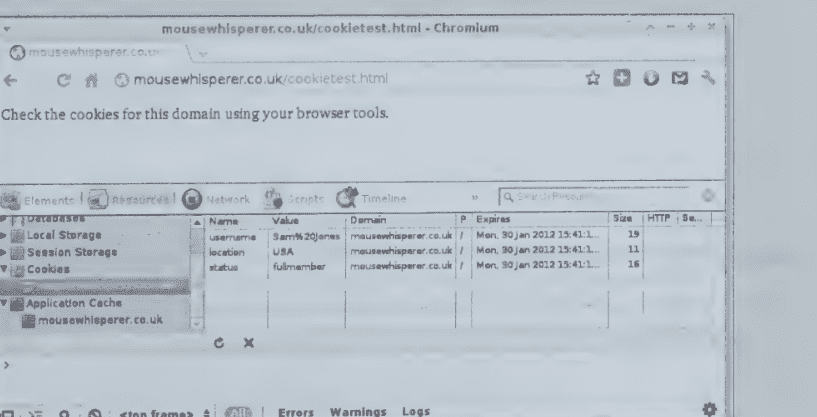 mousewhisperer.co.uk/cookietest.html - Chromium
mousewhisperer.co.u
mousewhisperer.co.uk/cookietest.html
Check the cookies for this domain using your browser tools.
Elements Resources Network Scripts Timeline » Search Resour
Databases Name Value Domain P Expires Size HTTP Se...
Local Storage username Sam%20Jones mousewhisperer.co.uk / Mon, 30 Jan 2012 15:41:1... 19
Session Storage location USA mousewhisperer.co.uk / Mon, 30 Jan 2012 15:41:1... 11
Cookies status fullmember mousewhisperer.co.uk / Mon, 30 Jan 2012 15:41:1... 16
Application Cache
mousewhisperer.co.uk
>
<top frame> All Errors Warnings Logs